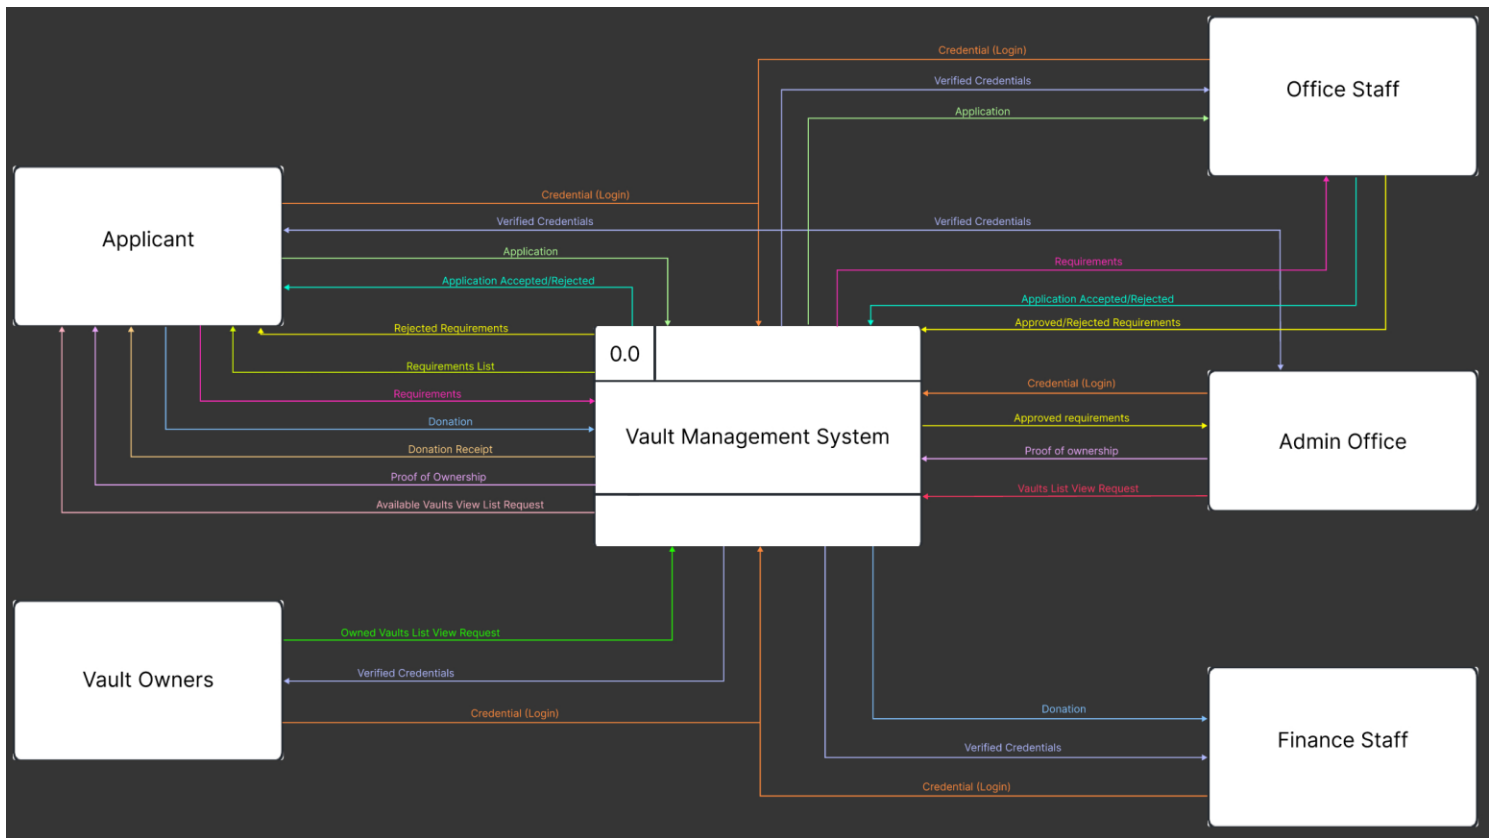 Credential (Login)
Verified Credentials
Application
Office Staff
Applicant
Credential (Login)
Verified Credentials
Verified Credentials
Application
Application Accepted/Rejected
Requirements
Application Accepted/Rejected
Approved/Rejected Requirements
Rejected Requirements
Requirements List
Requirements
Donation
Donation Receipt
Proof of Ownership
Available Vaults View List Request
0.0
Vault Management System
Credential (Login)
Approved requirements
Proof of ownership
Vaults List View Request
Admin Office
Vault Owners
Owned Vaults List View Request
Verified Credentials
Credential (Login)
Donation
Verified Credentials
Credential (Login)
Finance Staff